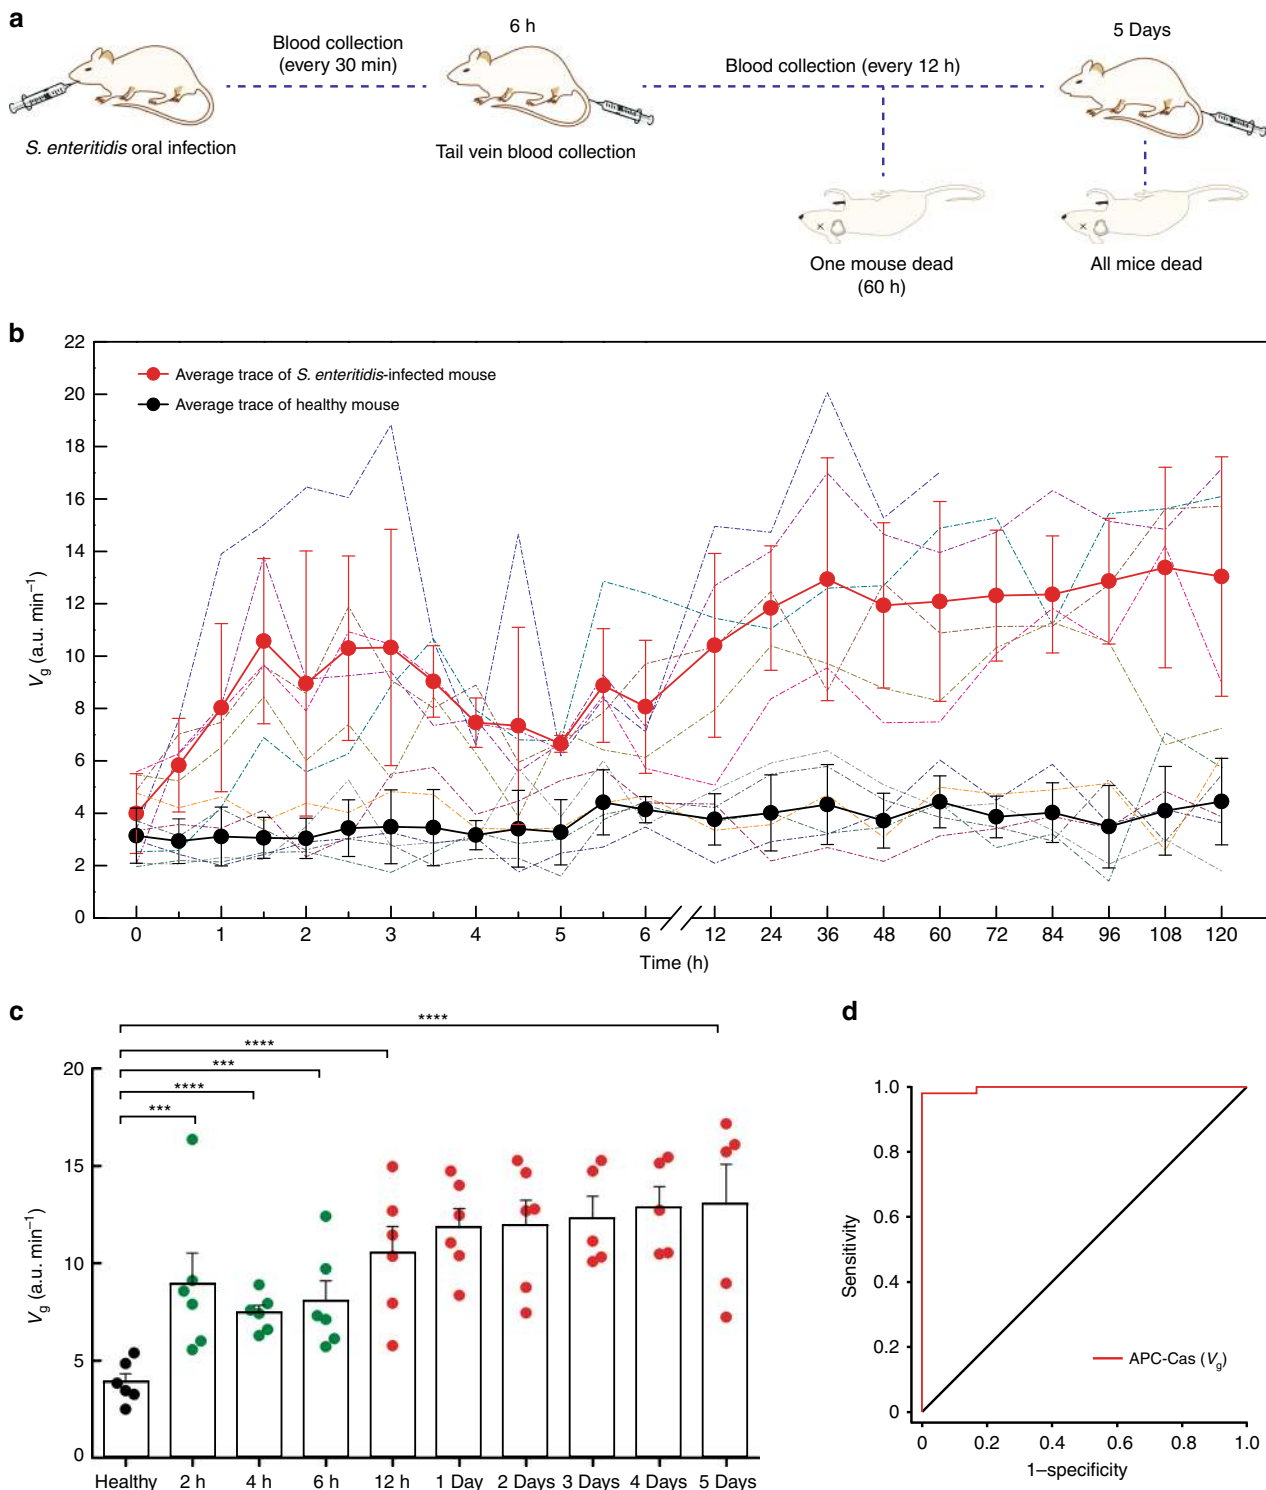 a
6 h
5 Days
Blood collection
(every 30 min)
Blood collection (every 12 h)
S. enteritidis oral infection
Tail vein blood collection
One mouse dead
(60 h)
All mice dead
b
22
20
18
16
14
12
10
8
6
4
2
0
Vg (a.u. min−1)
Average trace of S. enteritidis-infected mouse
Average trace of healthy mouse
0 1 2 3 4 5 6 12 24 36 48 60 72 84 96 108 120
Time (h)
c
****
****
***
****
***
20
15
10
5
0
Vg (a.u. min−1)
Healthy 2 h 4 h 6 h 12 h 1 Day 2 Days 3 Days 4 Days 5 Days
d
1.0
0.8
0.6
0.4
0.2
0
Sensitivity
APC-Cas (Vg)
0 0.2 0.4 0.6 0.8 1.0
1–specificity